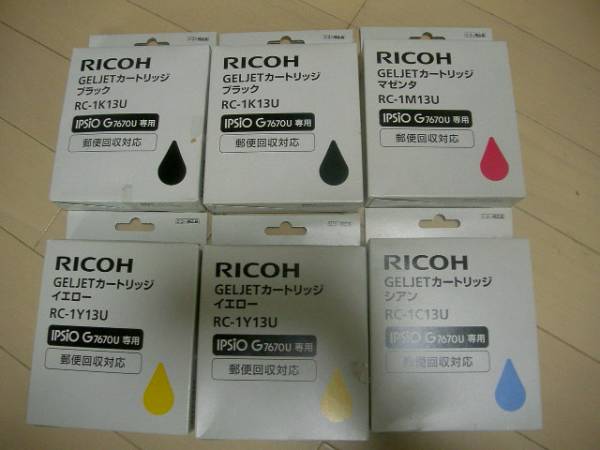 RICOH
GELJETカートリッジ
ブラック
RC-1K13U
IPSiO G7670U 専用
郵便回収対応
RICOH
GELJETカートリッジ
ブラック
RC-1K13U
IPSiO G7670U 専用
郵便回収対応
RICOH
GELJETカートリッジ
マゼンタ
RC-1M13U
IPSiO G7670U 専用
郵便回収対応
RICOH
GELJETカートリッジ
イエロー
RC-1Y13U
IPSiO G7670U 専用
郵便回収対応
RICOH
GELJETカートリッジ
イエロー
RC-1Y13U
IPSiO G7670U 専用
郵便回収対応
RICOH
GELJETカートリッジ
シアン
RC-1C13U
IPSiO G7670U 専用
郵便回収対応